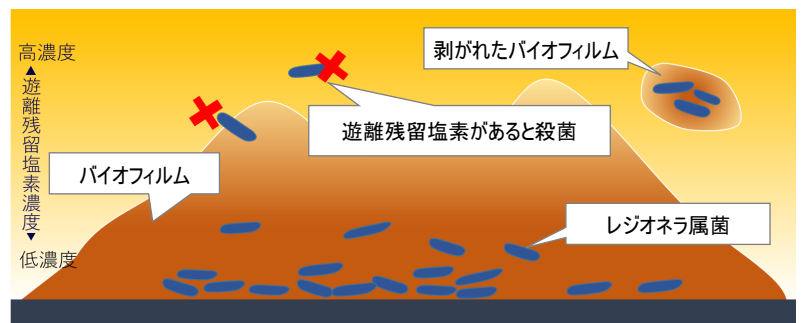 高濃度
遊離残留塩素濃度
低濃度
剥がれたバイオフィルム
遊離残留塩素があると殺菌
バイオフィルム
レジオネラ属菌